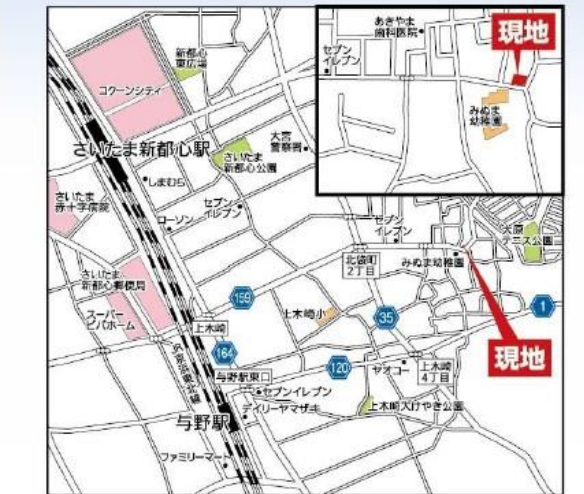 あきやま
歯科医院
現地
セブン
イレブン
みぬま
幼稚園
新都心
東広場
コクーンシティ
さいたま新都心駅
さいたま
新都心公園
大宮
警察署
しまむら
さいたま
赤十字病院
セブン
イレブン
ローソン
セブン
イレブン
大原
テニス公園
北袋町
2丁目
みぬま幼稚園
さいたま
新都心郵便局
159
上木崎小
35
1
スーパー
ビバホーム
上木崎
164
JR京浜東北線
120
ヤオコー
上木崎
4丁目
現地
与野駅東口
セブンイレブン
デイリーヤマザキ
上木崎大けやき公園
与野駅
ファミリーマート